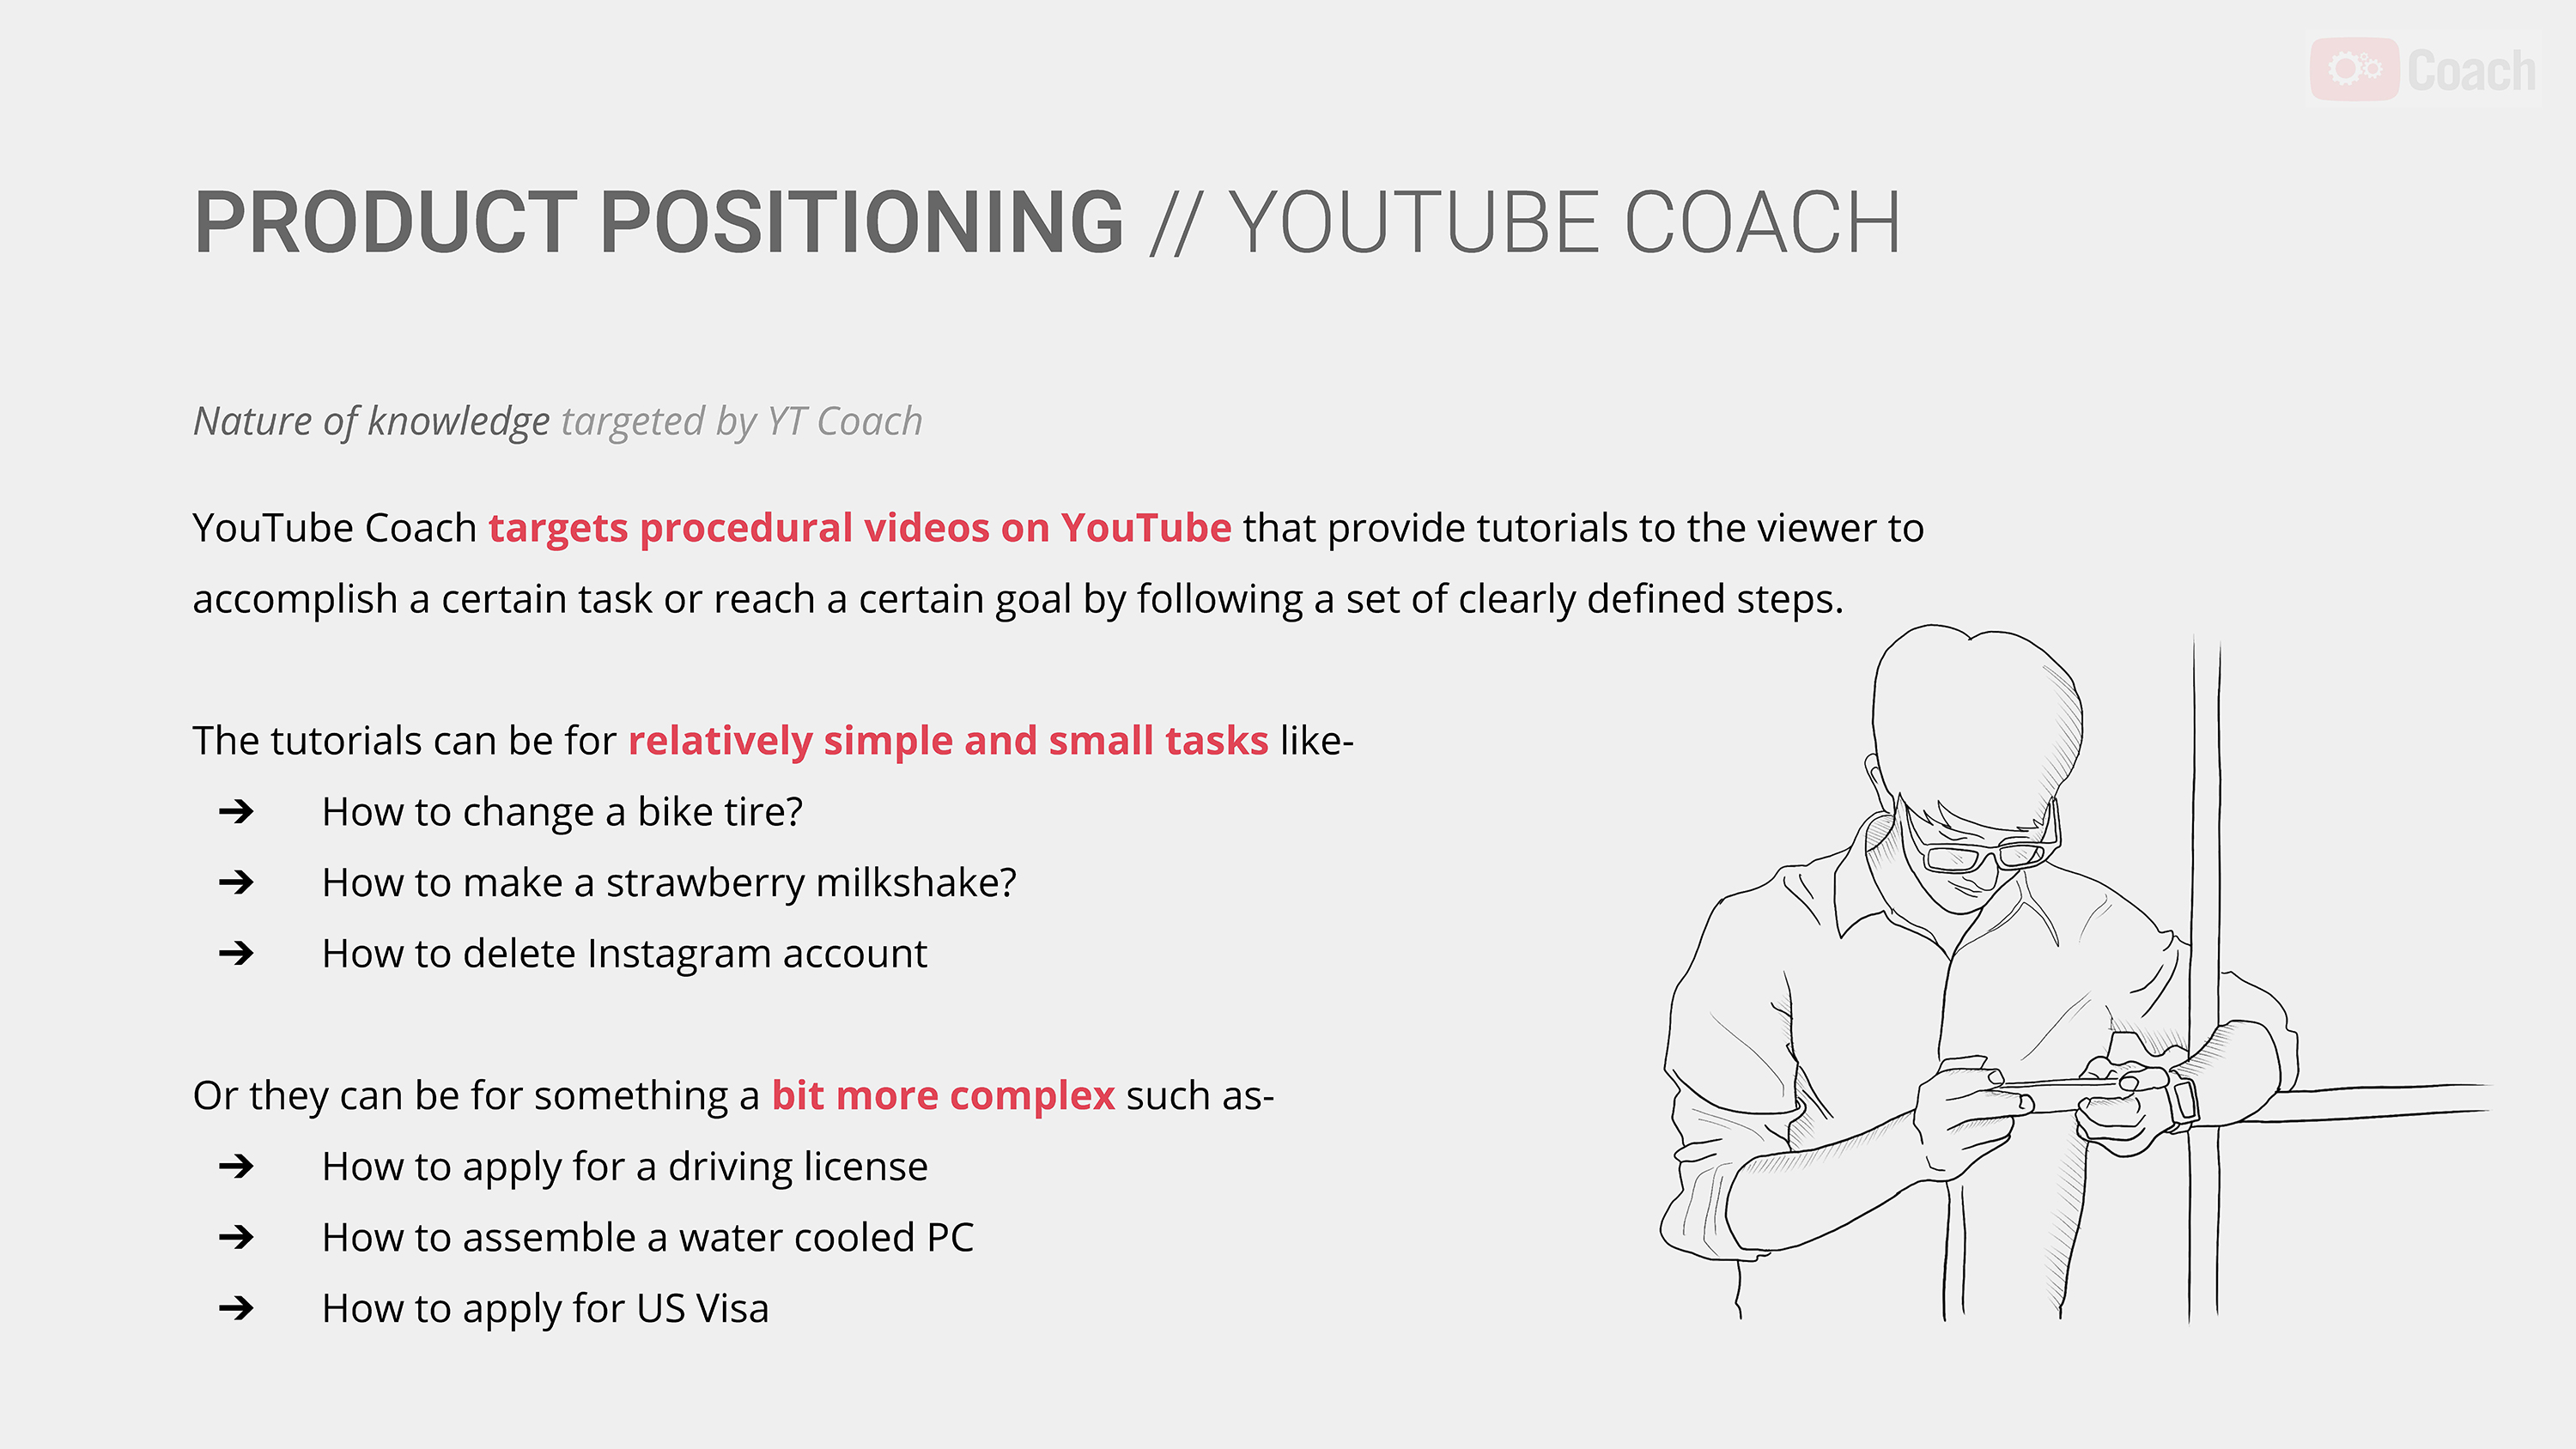 Coach
PRODUCT POSITIONING // YOUTUBE COACH
Nature of knowledge targeted by YT Coach
YouTube Coach targets procedural videos on YouTube that provide tutorials to the viewer to
accomplish a certain task or reach a certain goal by following a set of clearly defined steps.
The tutorials can be for relatively simple and small tasks like-
➔ How to change a bike tire?
➔ How to make a strawberry milkshake?
➔ How to delete Instagram account
Or they can be for something a bit more complex such as-
➔ How to apply for a driving license
➔ How to assemble a water cooled PC
➔ How to apply for US Visa